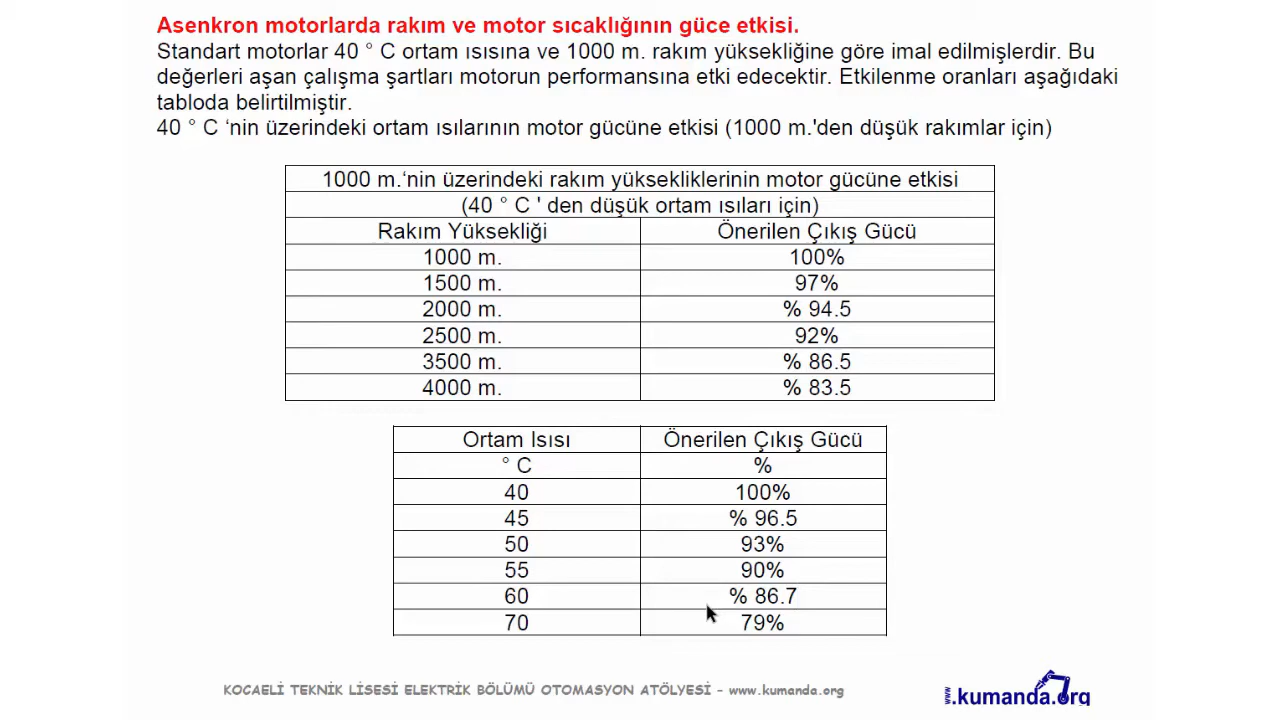 Asenkron motorlarda rakım ve motor sıcaklığının güce etkisi.
Standart motorlar 40 ° C ortam ısısına ve 1000 m. rakım yüksekliğine göre imal edilmişlerdir. Bu
değerleri aşan çalışma şartları motorun performansına etki edecektir. Etkilenme oranları aşağıdaki
tabloda belirtilmiştir.
40 ° C ‘nin üzerindeki ortam ısılarının motor gücüne etkisi (1000 m.'den düşük rakımlar için)
1000 m.‘nin üzerindeki rakım yüksekliklerinin motor gücüne etkisi
(40 ° C ' den düşük ortam ısıları için)
Rakım Yüksekliği Önerilen Çıkış Gücü
1000 m. 100%
1500 m. 97%
2000 m. % 94.5
2500 m. 92%
3500 m. % 86.5
4000 m. % 83.5
Ortam Isısı Önerilen Çıkış Gücü
° C %
40 100%
45 % 96.5
50 93%
55 90%
60 % 86.7
70 79%
KOCAELİ TEKNİK LİSESİ ELEKTRİK BÖLÜMÜ OTOMASYON ATÖLYESİ - www.kumanda.org
www.kumanda.org